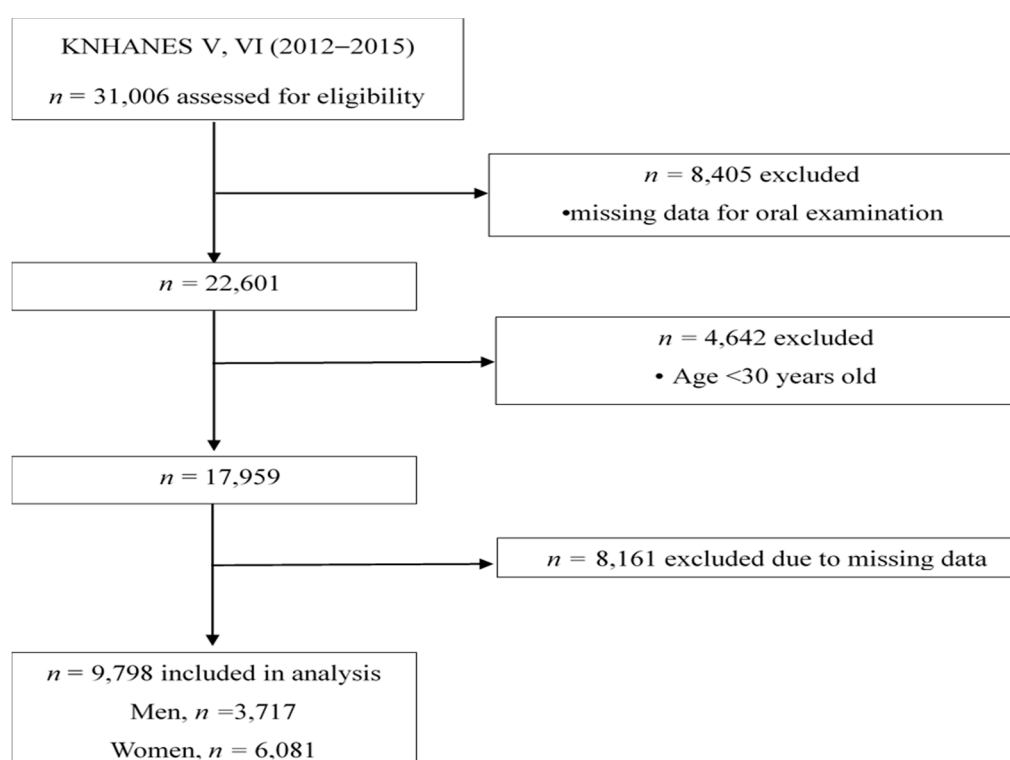 KNHANES V, VI (2012–2015)
n = 31,006 assessed for eligibility
n = 8,405 excluded
•missing data for oral examination
n = 22,601
n = 4,642 excluded
• Age <30 years old
n = 17,959
n = 8,161 excluded due to missing data
n = 9,798 included in analysis
Men, n =3,717
Women, n = 6,081